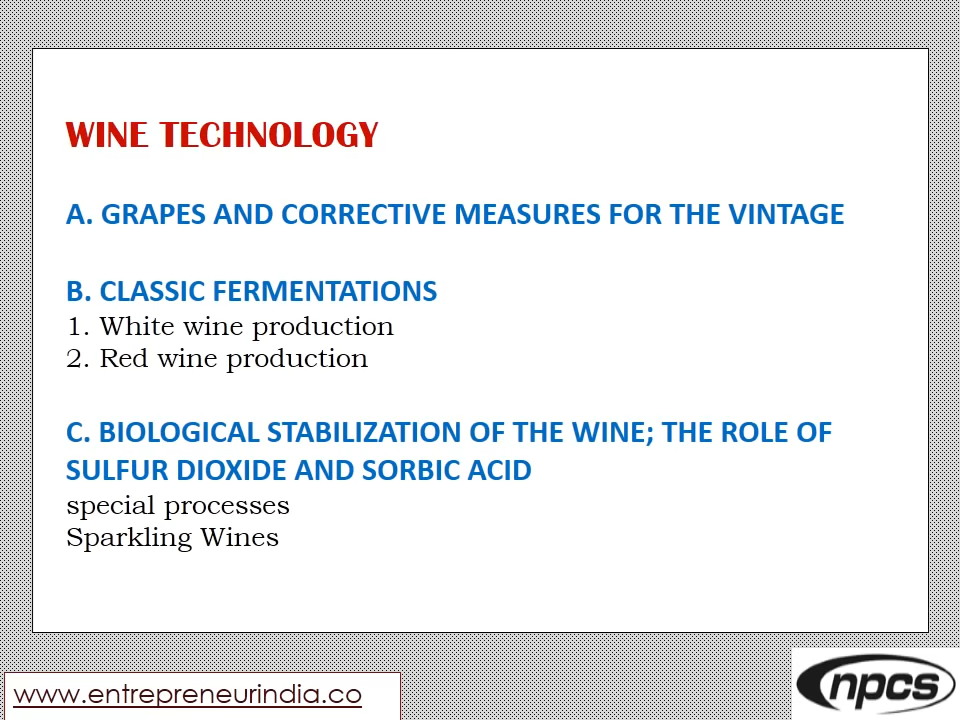 WINE TECHNOLOGY
A. GRAPES AND CORRECTIVE MEASURES FOR THE VINTAGE
B. CLASSIC FERMENTATIONS
1. White wine production
2. Red wine production
C. BIOLOGICAL STABILIZATION OF THE WINE; THE ROLE OF
SULFUR DIOXIDE AND SORBIC ACID
special processes
Sparkling Wines
www.entrepreneurindia.co
npcs